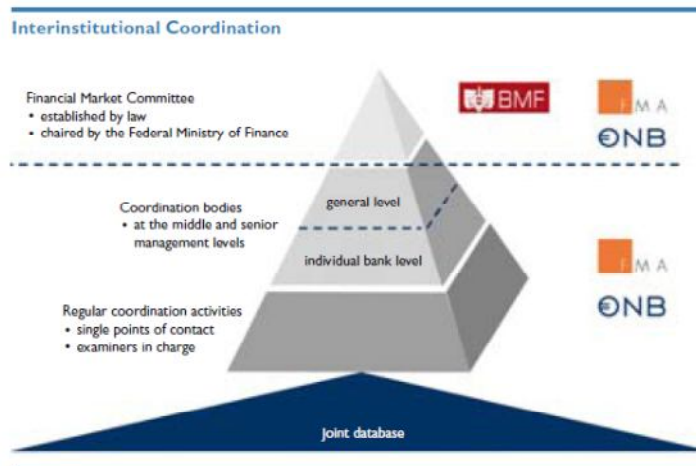 Interinstitutional Coordination
Financial Market Committee
• established by law
• chaired by the Federal Ministry of Finance
BMF
FMA
ONB
Coordination bodies
• at the middle and senior
management levels
general level
individual bank level
FMA
ONB
Regular coordination activities
• single points of contact
• examiners in charge
Joint database